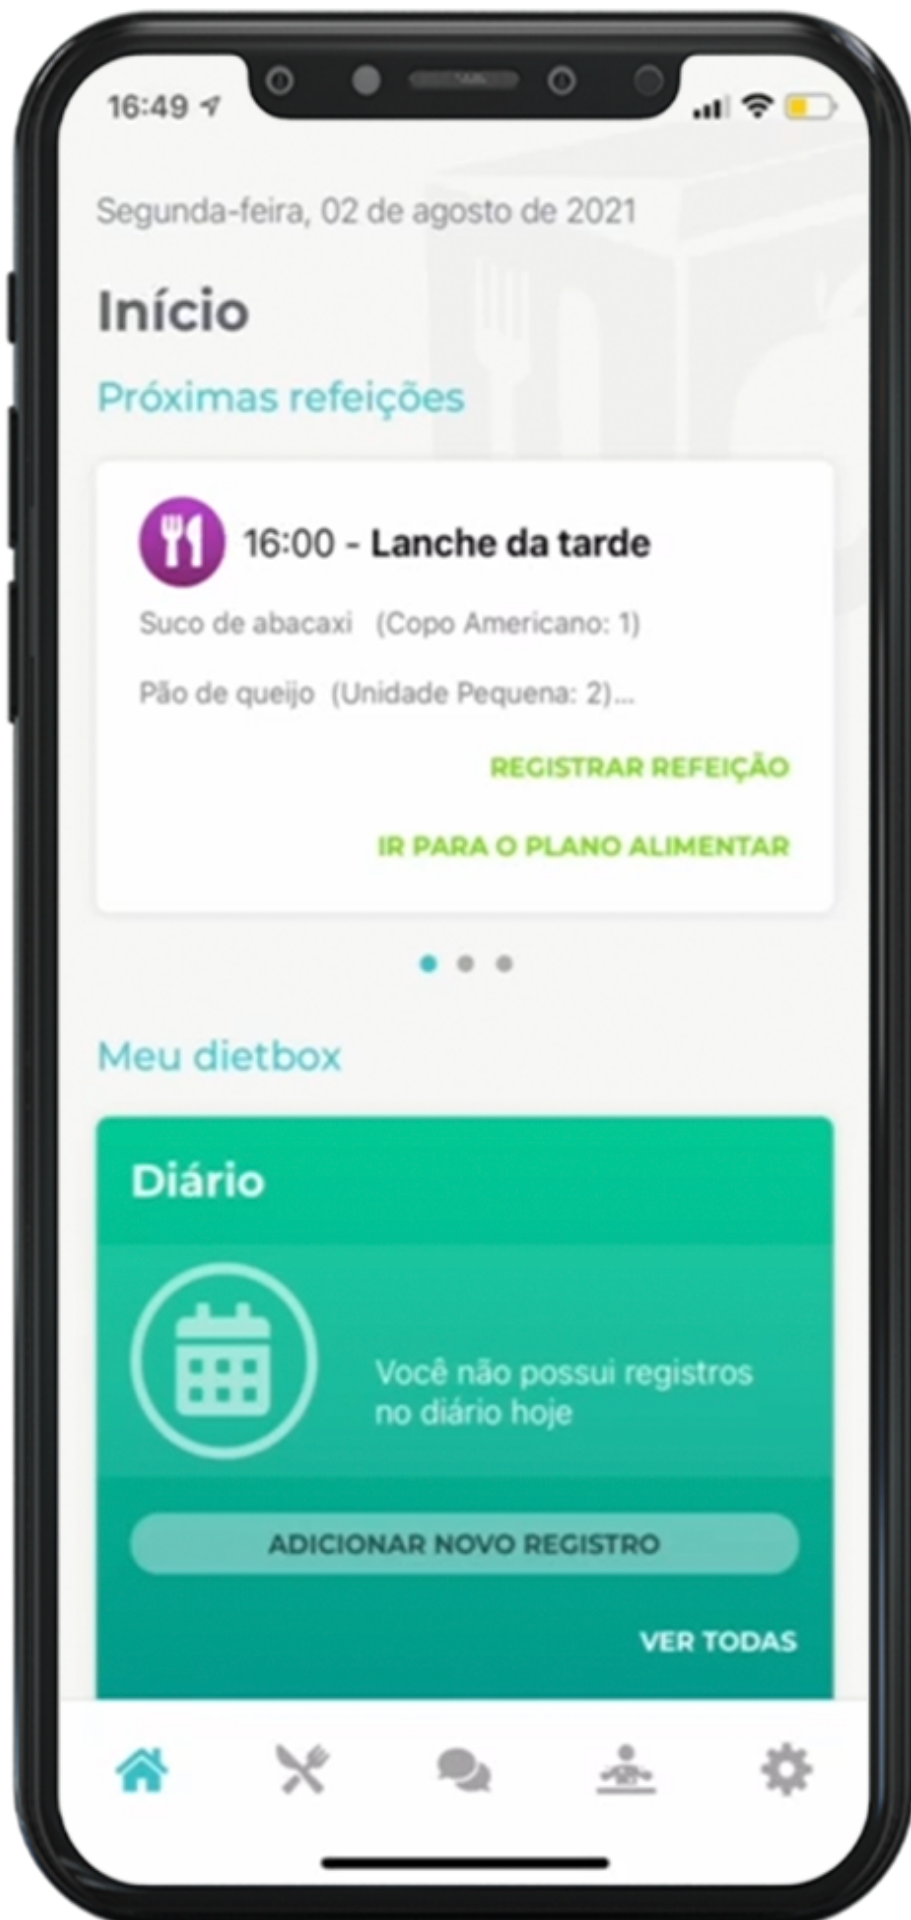 16:49
Segunda-feira, 02 de agosto de 2021
Início
Próximas refeições
16:00 - Lanche da tarde
Suco de abacaxi (Copo Americano: 1)
Pão de queijo (Unidade Pequena: 2)...
REGISTRAR REFEIÇÃO
IR PARA O PLANO ALIMENTAR
Meu dietbox
Diário
Você não possui registros
no diário hoje
ADICIONAR NOVO REGISTRO
VER TODAS